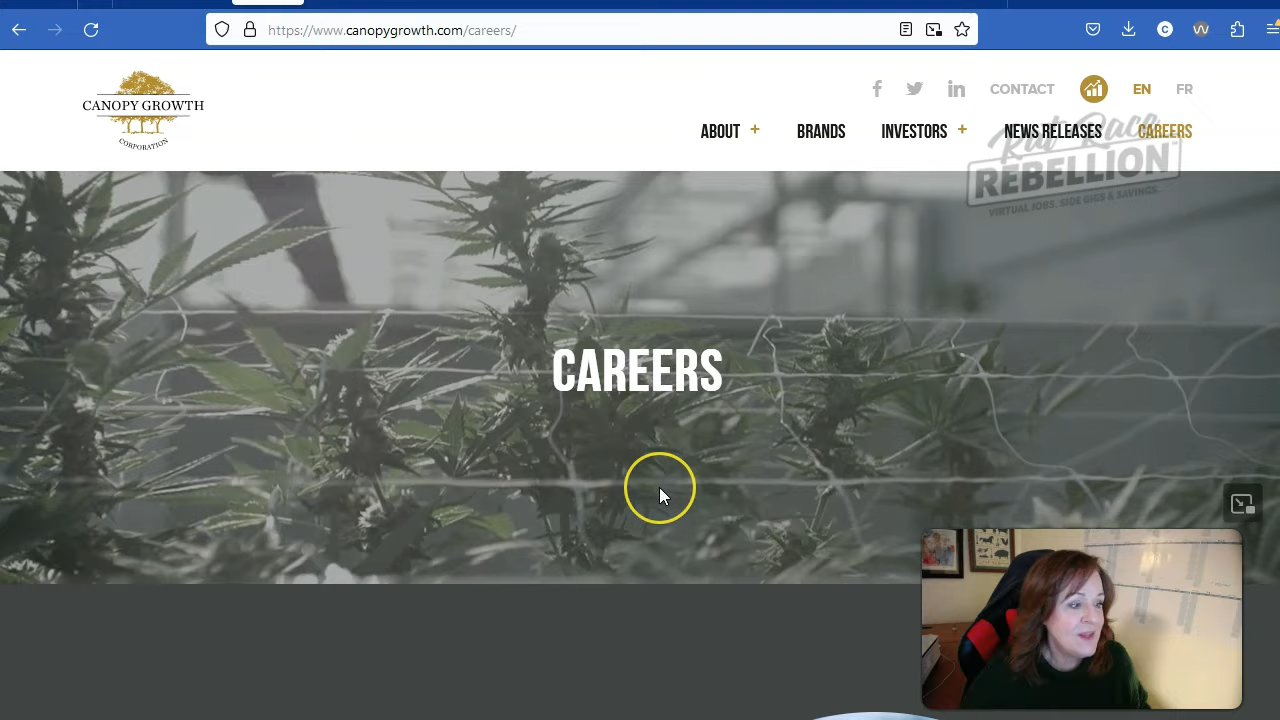 https://www.canopygrowth.com/careers/
CANOPY GROWTH
CORPORATION
CONTACT EN FR
ABOUT + BRANDS INVESTORS + NEWS RELEASES CAREERS
Rat Race
REBELLION
VIRTUAL JOBS, SIDE GIGS & SAVINGS.
CAREERS